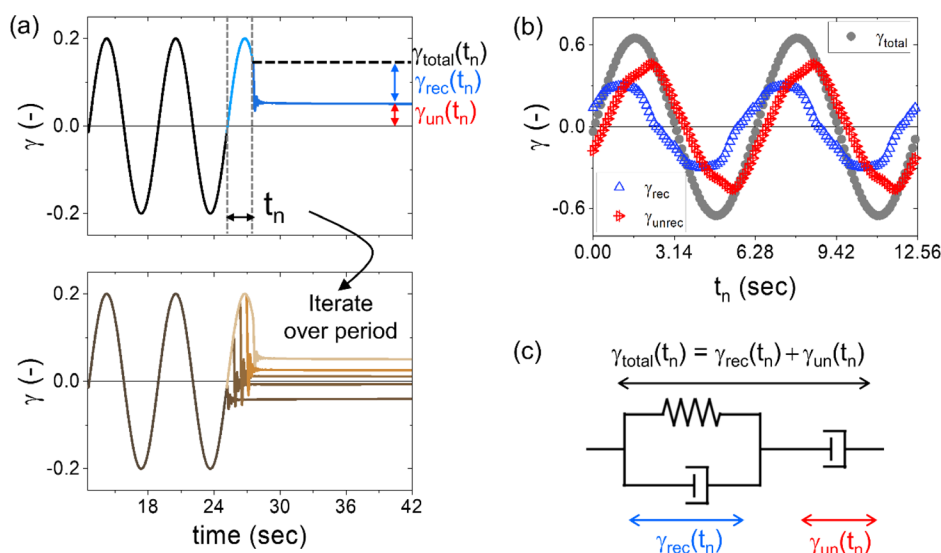 (a)
0.2
0.0
-0.2
γ (-)
γtotal(tn)
γrec(tn)
γun(tn)
tn
0.2
0.0
-0.2
γ (-)
Iterate
over period
18 24 30 36 42
time (sec)
(b)
0.6
0.0
-0.6
γ (-)
γtotal
γrec
γunrec
0.00 3.14 6.28 9.42 12.56
tn (sec)
(c)
γtotal(tn) = γrec(tn) + γun(tn)
γrec(tn) γun(tn)